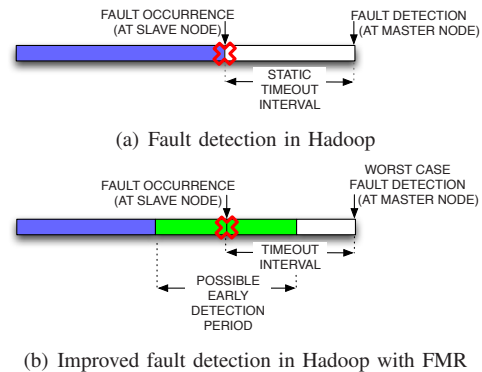 FAULT OCCURRENCE
(AT SLAVE NODE)
FAULT DETECTION
(AT MASTER NODE)
STATIC
TIMEOUT
INTERVAL
(a) Fault detection in Hadoop
FAULT OCCURRENCE
(AT SLAVE NODE)
WORST CASE
FAULT DETECTION
(AT MASTER NODE)
TIMEOUT
INTERVAL
POSSIBLE
EARLY
DETECTION
PERIOD
(b) Improved fault detection in Hadoop with FMR